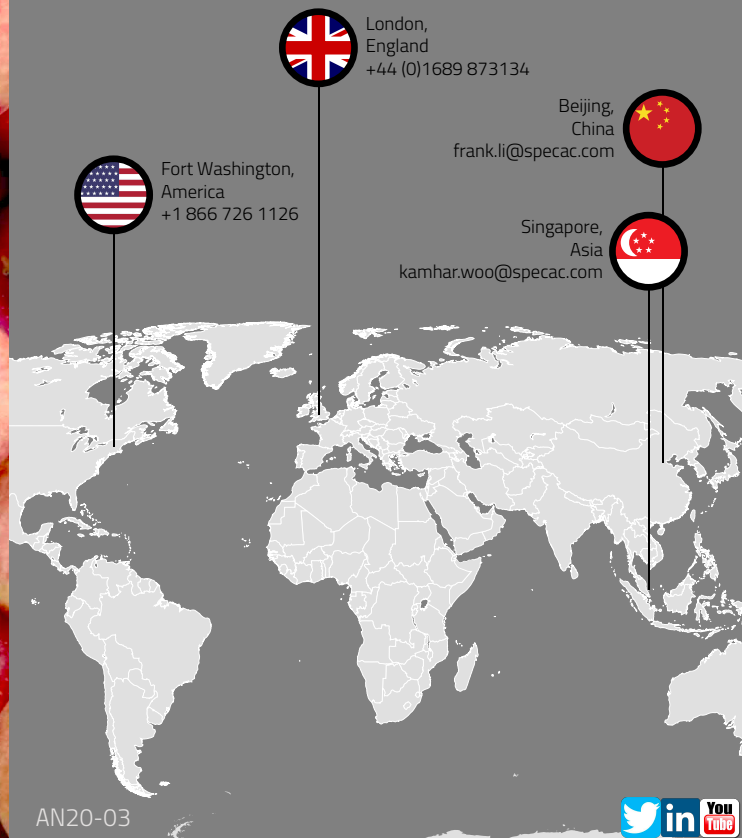 London,
England
+44 (0)1689 873134
Beijing,
China
frank.li@specac.com
Fort Washington,
America
+1 866 726 1126
Singapore,
Asia
kamhar.woo@specac.com
AN20-03
in
You
Tube